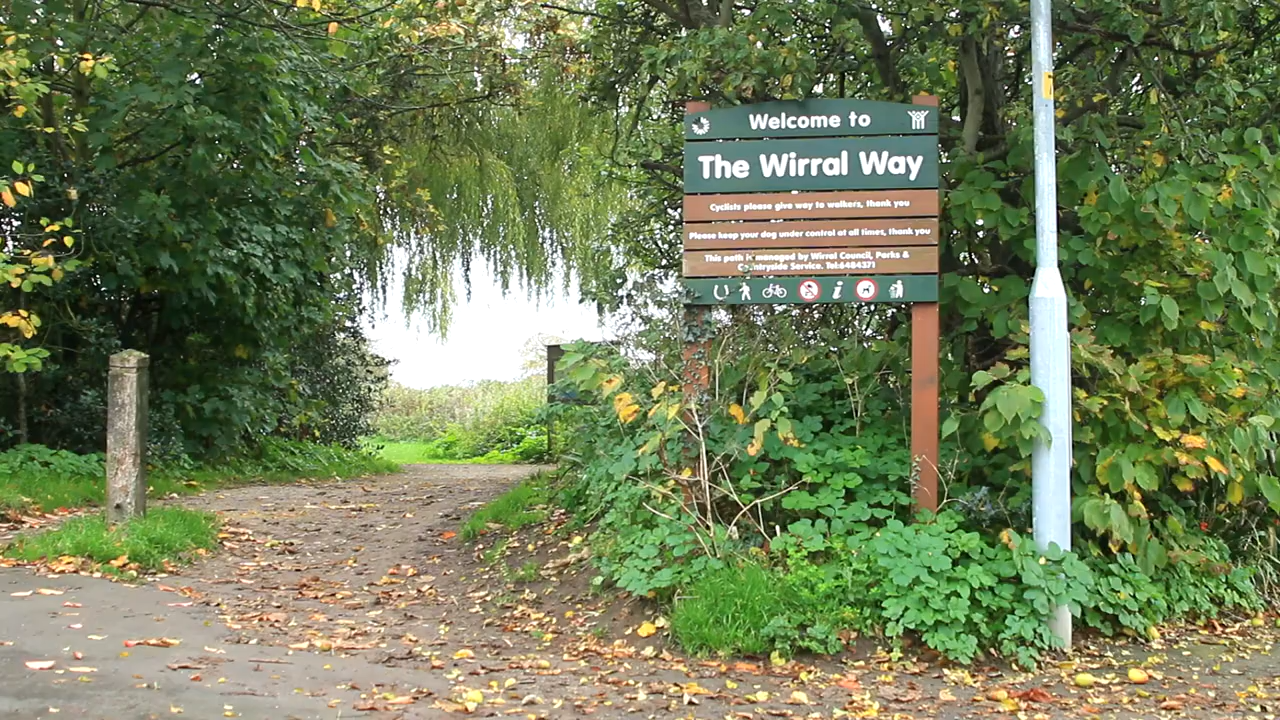 Welcome to
The Wirral Way
Cyclists please give way to walkers, thank you
Please keep your dog under control at all times, thank you
This path is managed by Wirral Council, Parks &
Countryside Service. Tel:6484371